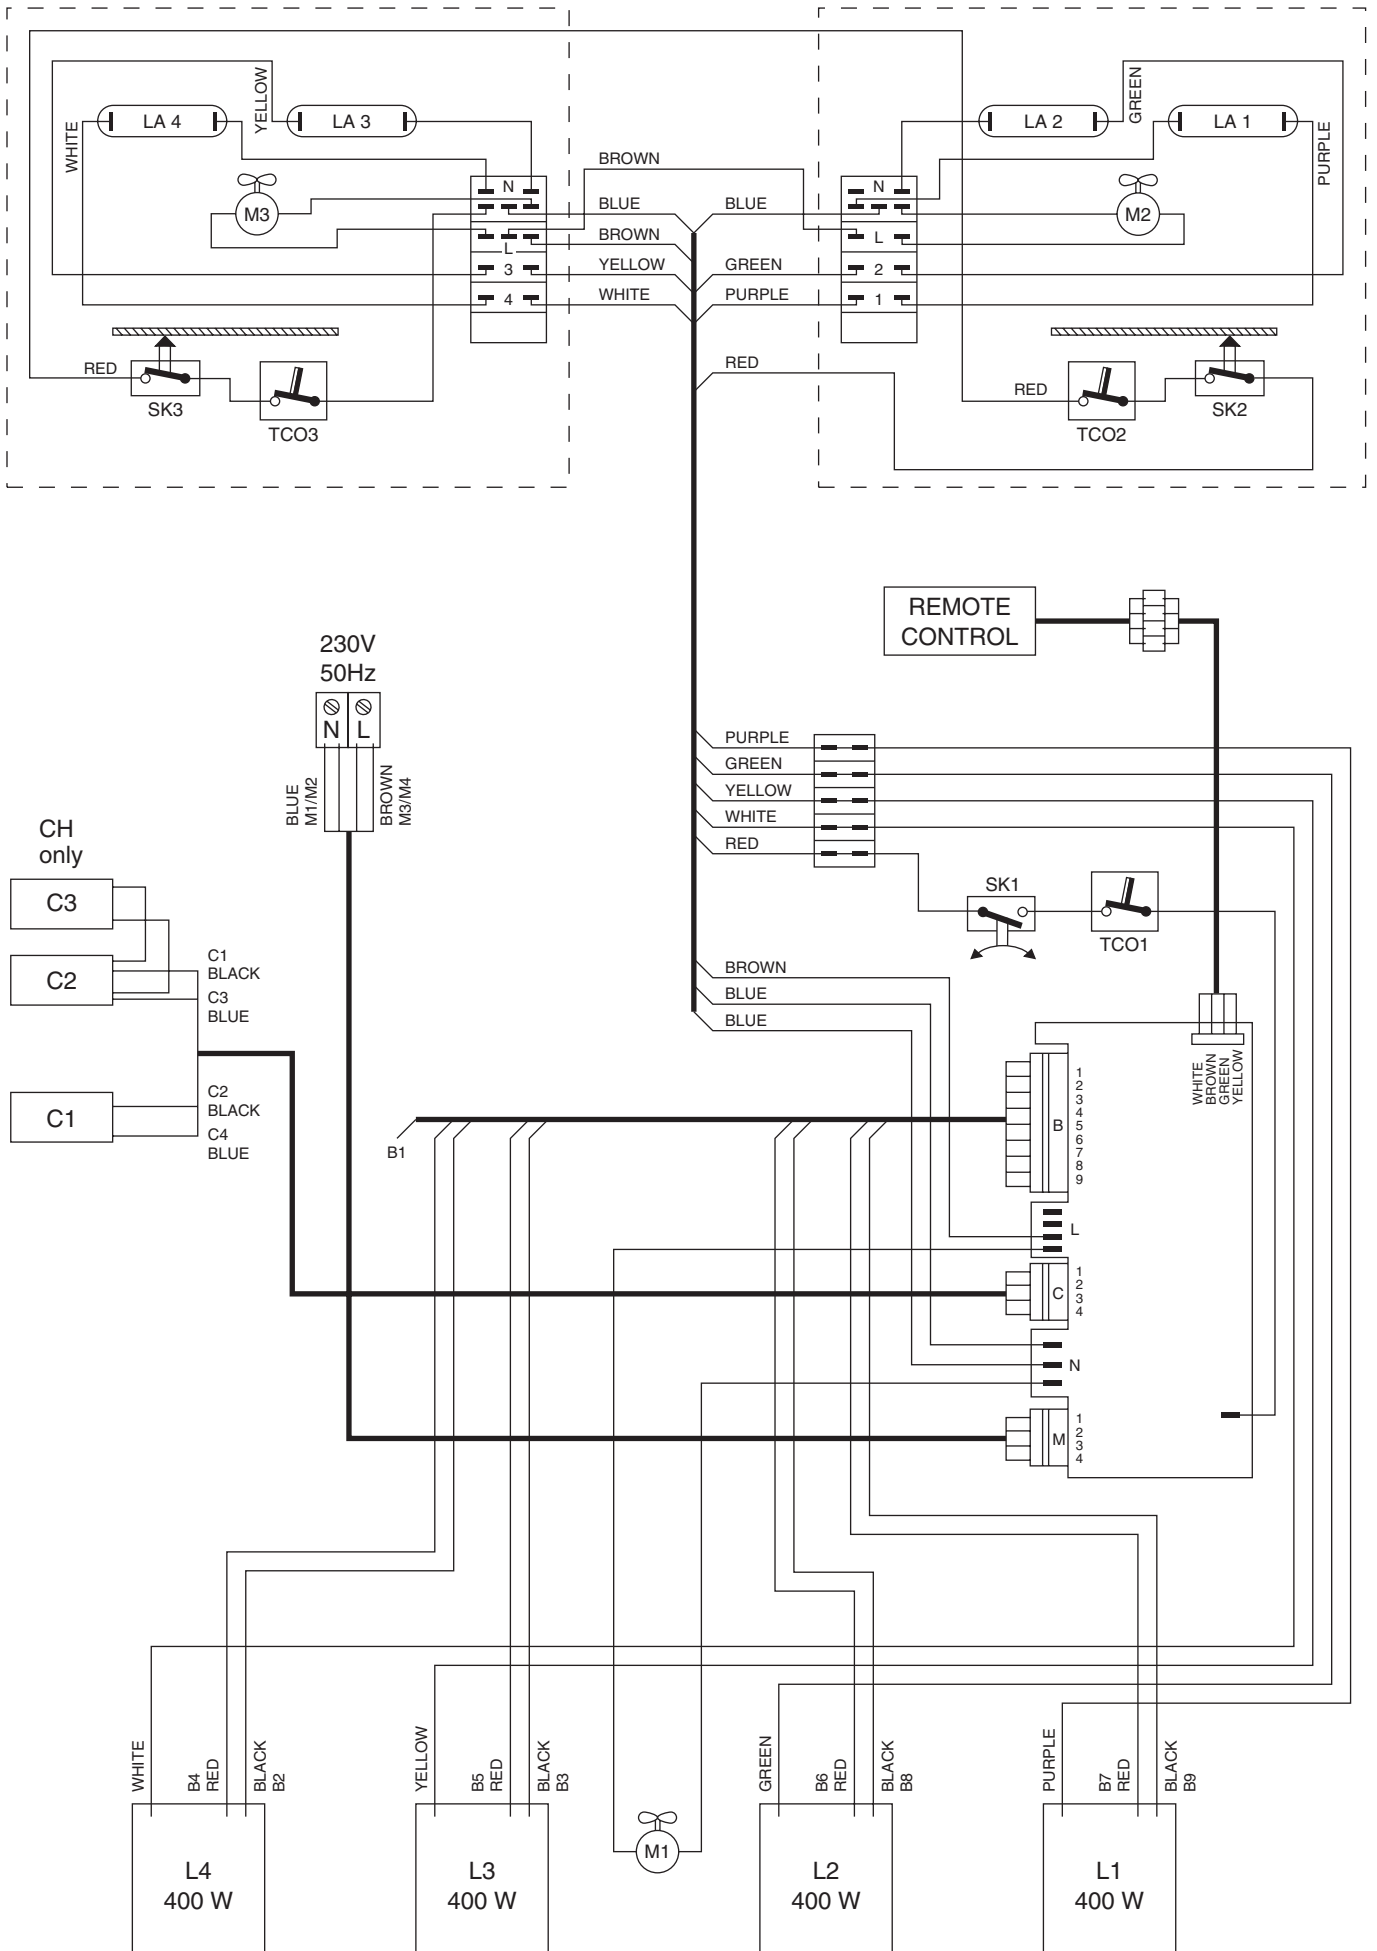 YELLOW
GREEN
LA 4
LA 3
LA 2
LA 1
WHITE
PURPLE
BROWN
N
N
M3
BLUE
BLUE
M2
BROWN
L
L
3
YELLOW
GREEN
2
4
WHITE
PURPLE
1
RED
RED
RED
SK3
SK2
TCO3
TCO2
REMOTE
CONTROL
230V
50Hz
N
L
BLUE
M1/M2
BROWN
M3/M4
PURPLE
GREEN
YELLOW
WHITE
RED
CH
only
C3
SK1
TCO1
C2
C1
BLACK
C3
BLUE
BROWN
BLUE
BLUE
WHITE
BROWN
GREEN
YELLOW
C1
C2
BLACK
C4
BLUE
B1
B
1
2
3
4
5
6
7
8
9
L
C
1
2
3
4
N
M
1
2
3
4
WHITE
B4
RED
BLACK
B2
YELLOW
B5
RED
BLACK
B3
GREEN
B6
RED
BLACK
B8
PURPLE
B7
RED
BLACK
B9
M1
L4
400 W
L3
400 W
L2
400 W
L1
400 W